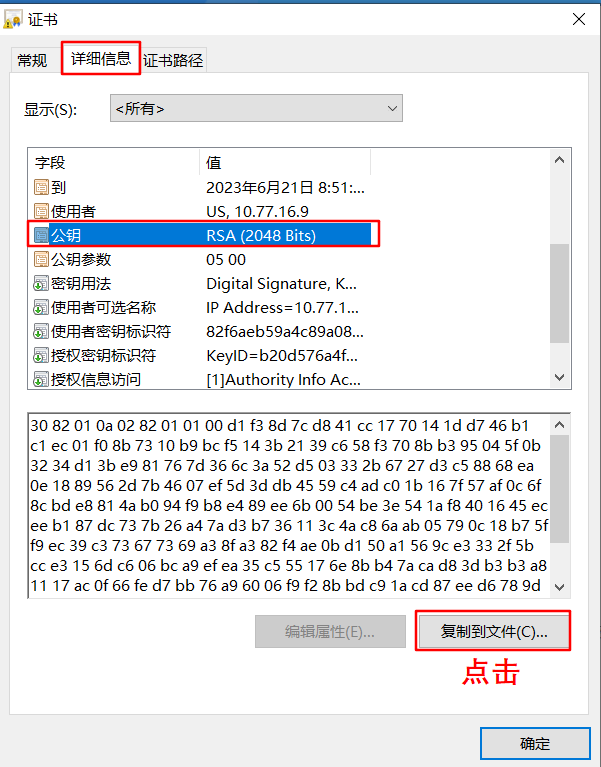 证书
常规 详细信息 证书路径
显示(S): <所有>
字段 值
到 2023年6月21日 8:51:...
使用者 US, 10.77.16.9
公钥 RSA (2048 Bits)
公钥参数 05 00
密钥用法 Digital Signature, K...
使用者可选名称 IP Address=10.77.1...
使用者密钥标识符 82f6aeb59a4c89a08...
授权密钥标识符 KeyID=b20d576a4f...
授权信息访问 [1]Authority Info Ac...
30 82 01 0a 02 82 01 01 00 d1 f3 8d 7c d8 41 cc 17 70 14 1d d7 46 b1
c1 ec 01 f0 8b 73 10 b9 bc f5 14 3b 21 39 c6 58 f3 70 8b b3 95 04 5f 0b
32 34 d1 3b e9 81 76 7d 36 6c 3a 52 d5 03 33 2b 67 27 d3 c5 88 68 ea
0e 18 89 56 2d 7b 46 07 ef 5d 3d db 45 59 c4 ad c0 1b 16 7f 57 af 0c 6f
8c bd e8 81 4a b0 94 f9 b8 e4 89 ee 6b 00 54 be 3e 54 1a f8 40 16 45 ec
ee b1 87 dc 73 7b 26 a4 7a d3 b7 36 11 3c 4a c8 6a ab 05 79 0c 18 b7 5f
f9 ec 39 c3 73 67 73 69 a3 8f a3 82 f4 ae 0b d1 50 a1 56 9c e3 33 2f 5b
cc e3 15 6d c6 06 bc a9 ef ea 35 c5 55 17 6e 8b b4 7a ca d8 3d b3 b3 a8
11 17 ac 0f 66 fe d7 bb 76 a9 60 06 f9 f2 8b bd c9 1a cd 87 ee d6 78 9d
编辑属性(E)... 复制到文件(C)...
点击
确定